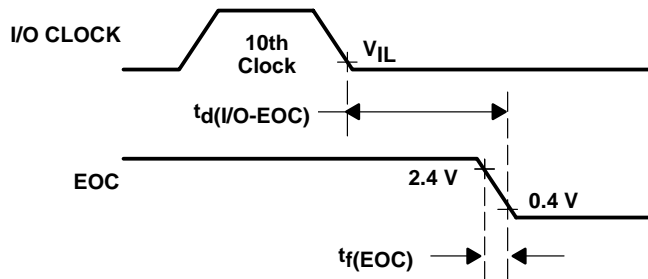 I/O CLOCK
10th
Clock
VIL
td(I/O-EOC)
EOC
2.4 V
0.4 V
tf(EOC)